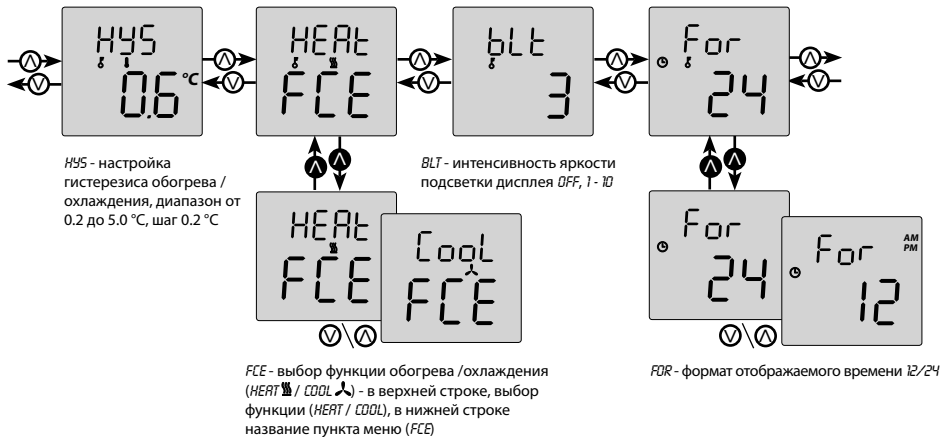 HYS
0.6 °C
HEAt
FCE
bLt
3
For
24
HYS - настройка
гистерезиса обогрева /
охлаждения, диапазон от
0.2 до 5.0 °C, шаг 0.2 °C
BLT - интенсивность яркости
подсветки дисплея OFF, 1 - 10
HEAt
FCE
CooL
FCE
For
24
For
AM
PM
12
FCE - выбор функции обогрева /охлаждения
(HEAT / COOL) - в верхней строке, выбор
функции (HEAT / COOL), в нижней строке
название пункта меню (FCE)
FOR - формат отображаемого времени 12/24